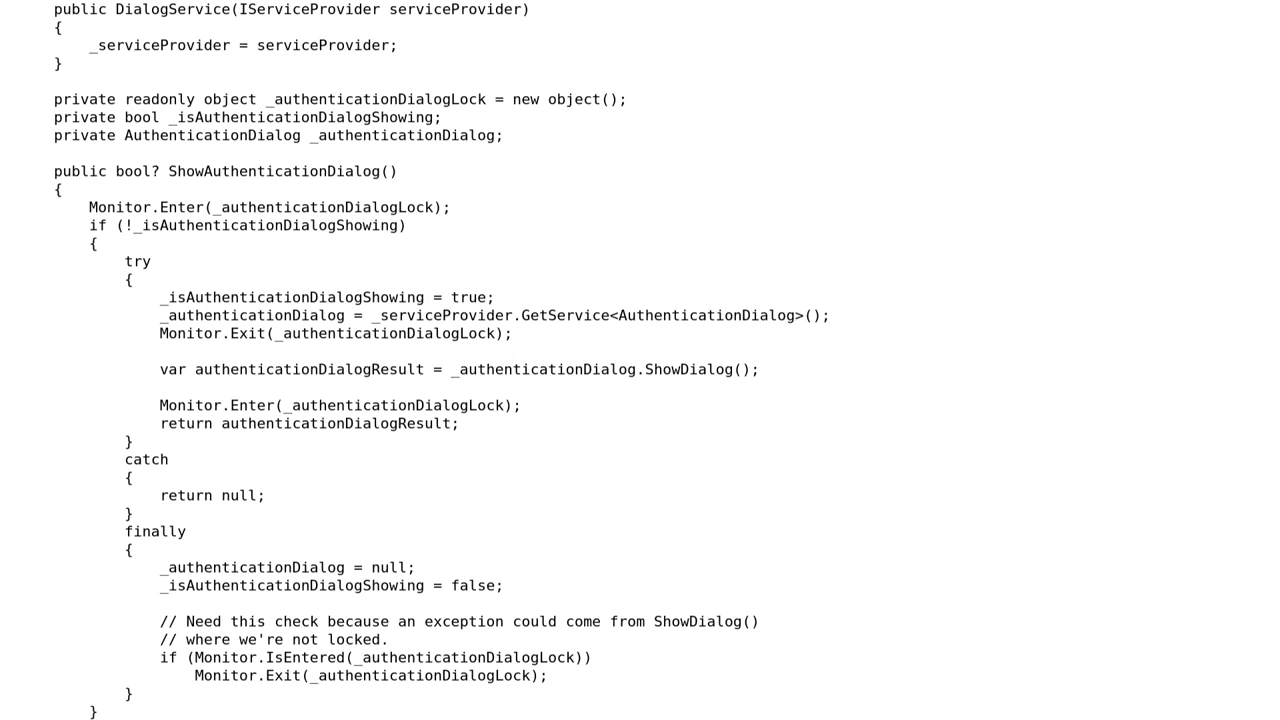 public DialogService(IServiceProvider serviceProvider)
{
    _serviceProvider = serviceProvider;
}

private readonly object _authenticationDialogLock = new object();
private bool _isAuthenticationDialogShowing;
private AuthenticationDialog _authenticationDialog;

public bool? ShowAuthenticationDialog()
{
    Monitor.Enter(_authenticationDialogLock);
    if (!_isAuthenticationDialogShowing)
    {
        try
        {
            _isAuthenticationDialogShowing = true;
            _authenticationDialog = _serviceProvider.GetService<AuthenticationDialog>();
            Monitor.Exit(_authenticationDialogLock);

            var authenticationDialogResult = _authenticationDialog.ShowDialog();

            Monitor.Enter(_authenticationDialogLock);
            return authenticationDialogResult;
        }
        catch
        {
            return null;
        }
        finally
        {
            _authenticationDialog = null;
            _isAuthenticationDialogShowing = false;

            // Need this check because an exception could come from ShowDialog()
            // where we're not locked.
            if (Monitor.IsEntered(_authenticationDialogLock))
                Monitor.Exit(_authenticationDialogLock);
        }
    }